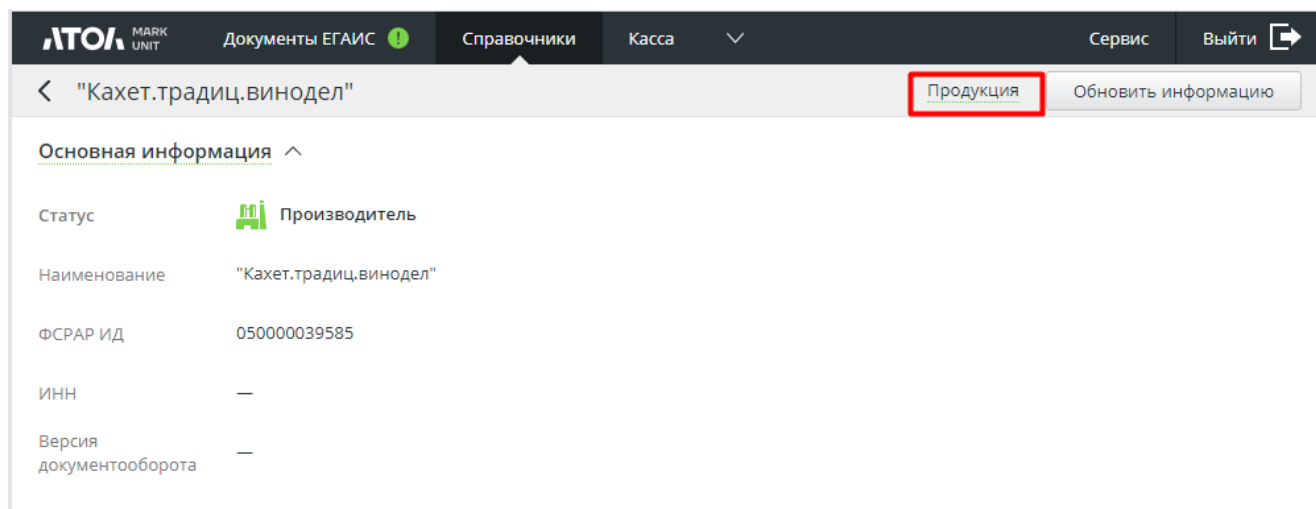 АТОЛ MARK UNIT Документы ЕГАИС Справочники Касса Сервис Выйти
"Кахет.традиц.винодел" Продукция Обновить информацию
Основная информация
Статус Производитель
Наименование "Кахет.традиц.винодел"
ФСРАР ИД 050000039585
ИНН —
Версия документооборота —